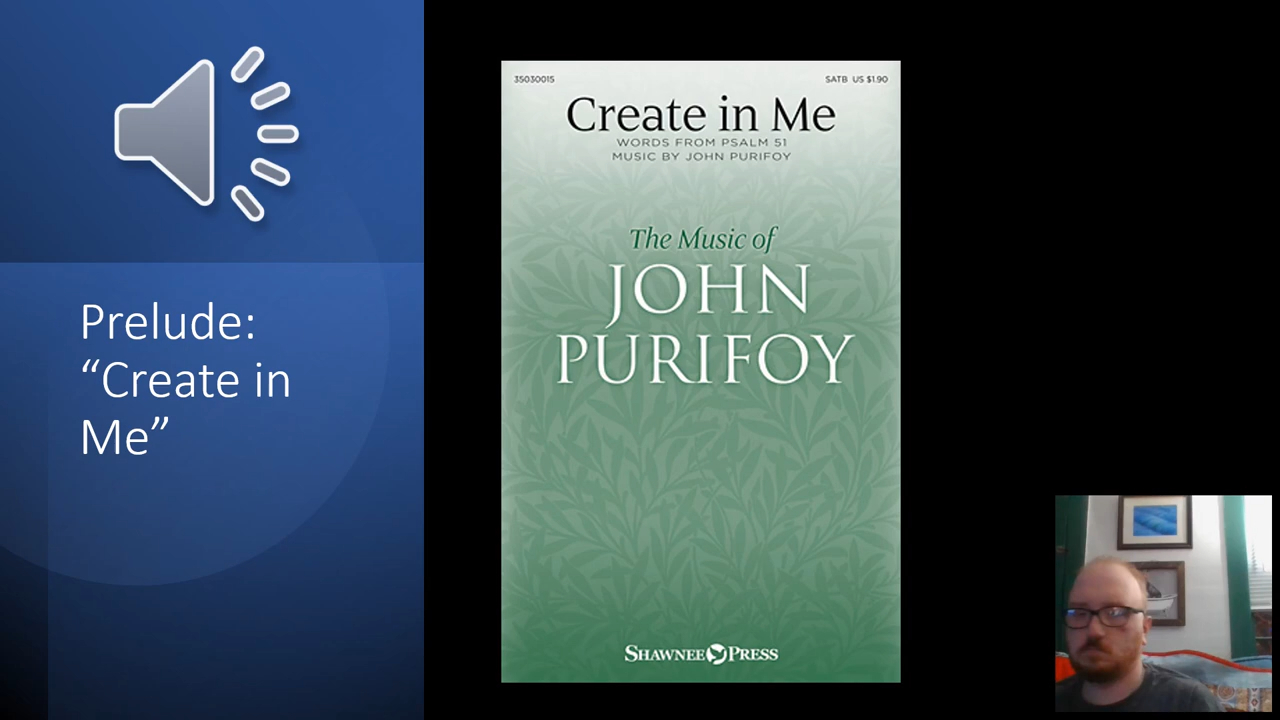 Prelude:
“Create in
Me”
35030015
SATB US $1.90
Create in Me
WORDS FROM PSALM 51
MUSIC BY JOHN PURIFOY
The Music of
JOHN
PURIFOY
SHAWNEE PRESS